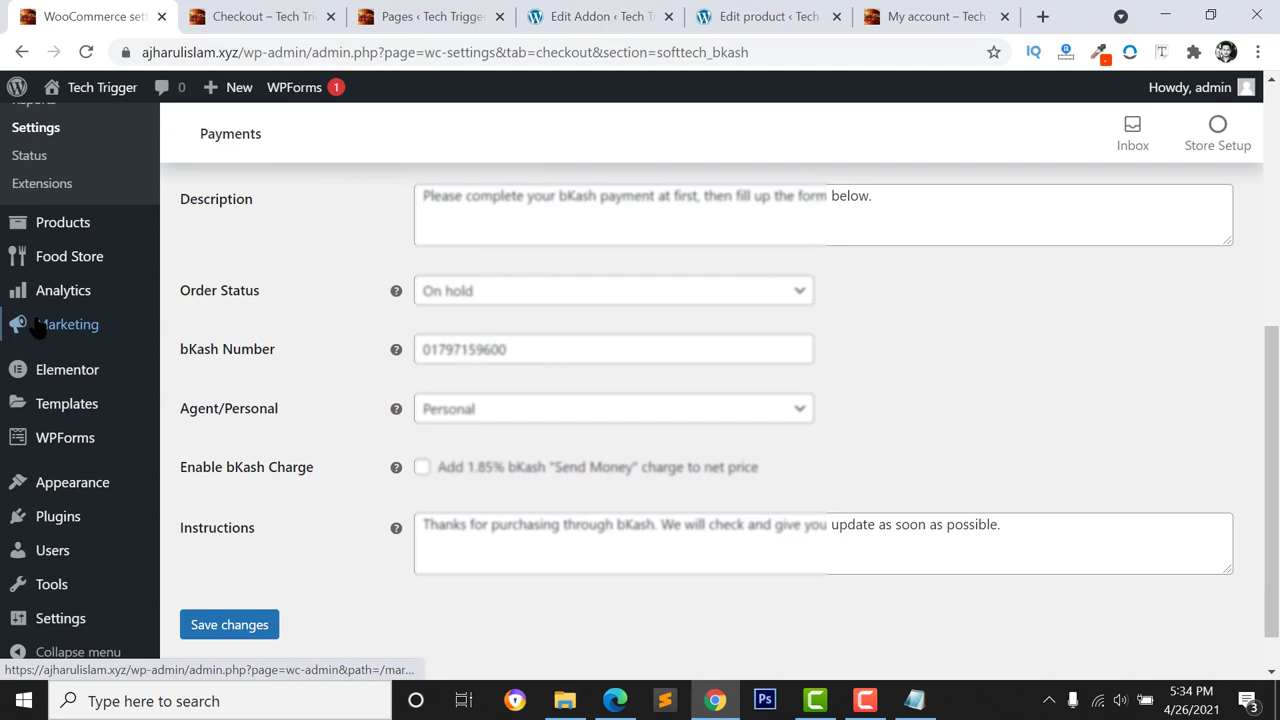 WooCommerce set
Checkout – Tech Tri
Pages ‹ Tech Trigger
Edit Addon ‹ Tech T
Edit product ‹ Tech
My account – Tech
ajharulislam.xyz/wp-admin/admin.php?page=wc-settings&tab=checkout&section=softtech_bkash
IQ
Tech Trigger
0
New
WPForms 1
Howdy, admin
Reports
Settings
Status
Extensions
Products
Food Store
Analytics
Marketing
Elementor
Templates
WPForms
Appearance
Plugins
Users
Tools
Settings
Collapse menu
Payments
Inbox
Store Setup
Description
Please complete your bKash payment at first, then fill up the form below.
Order Status
On hold
bKash Number
01797159600
Agent/Personal
Personal
Enable bKash Charge
Add 1.85% bKash "Send Money" charge to net price
Instructions
Thanks for purchasing through bKash. We will check and give you update as soon as possible.
Save changes
https://ajharulislam.xyz/wp-admin/admin.php?page=wc-admin&path=/mar...
Type here to search
Ps
5:34 PM
4/26/2021
3